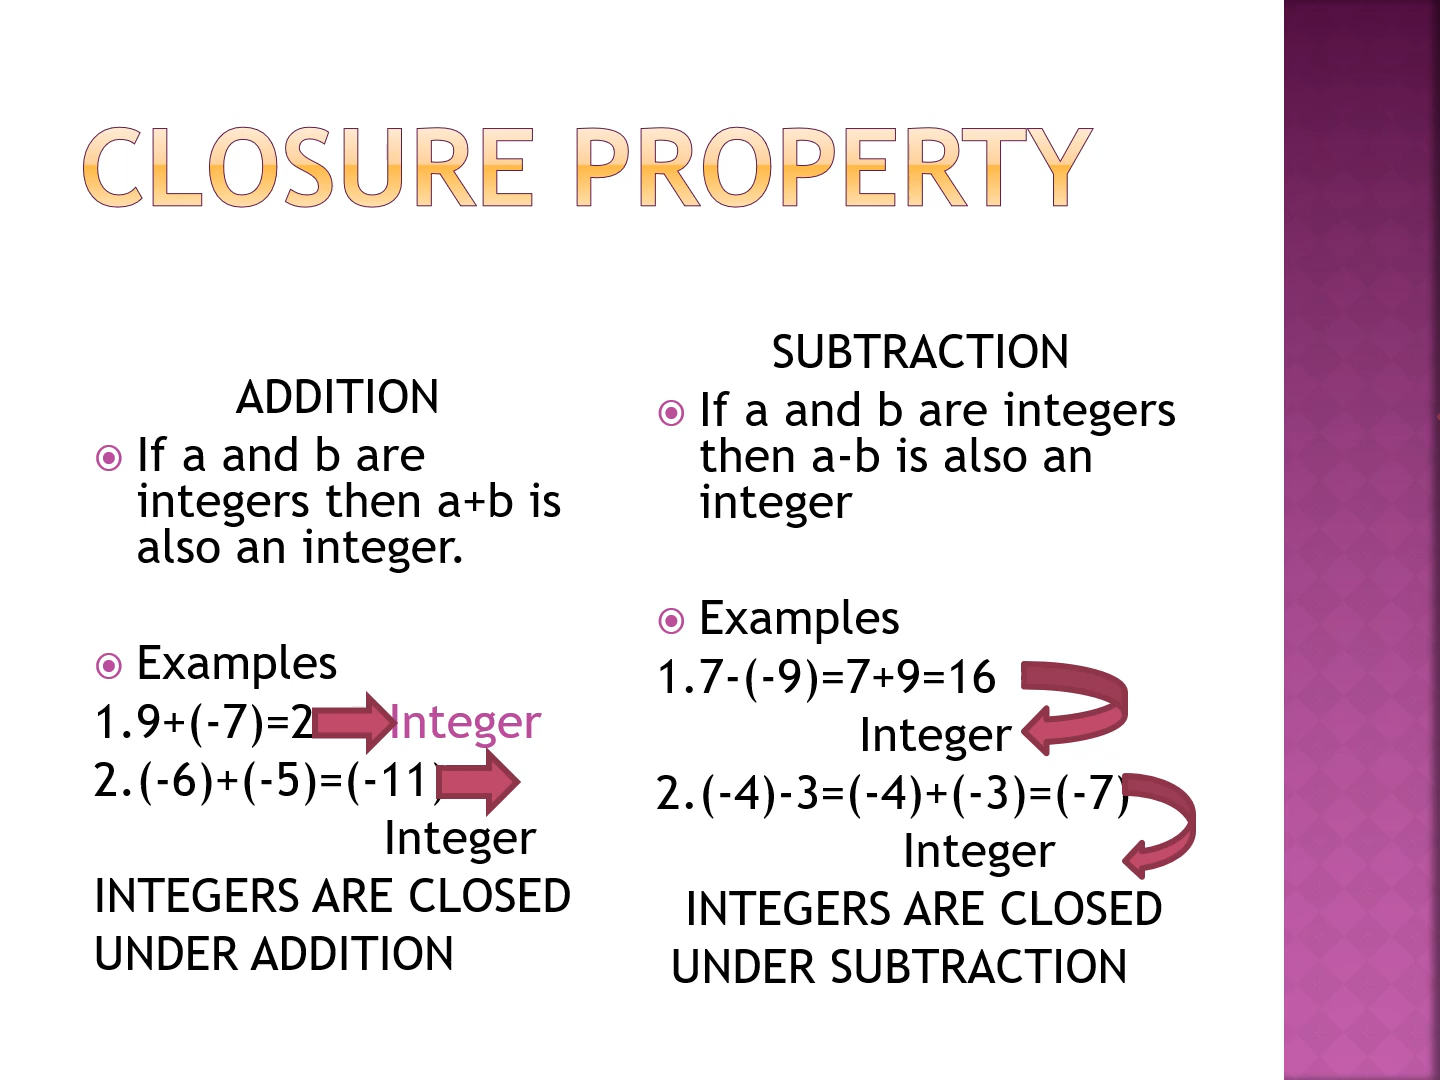 CLOSURE PROPERTY
ADDITION
If a and b are
integers then a+b is
also an integer.
Examples
1.9+(-7)=2 Integer
2.(-6)+(-5)=(-11)
Integer
INTEGERS ARE CLOSED
UNDER ADDITION
SUBTRACTION
If a and b are integers
then a-b is also an
integer
Examples
1.7-(-9)=7+9=16
Integer
2.(-4)-3=(-4)+(-3)=(-7)
Integer
INTEGERS ARE CLOSED
UNDER SUBTRACTION